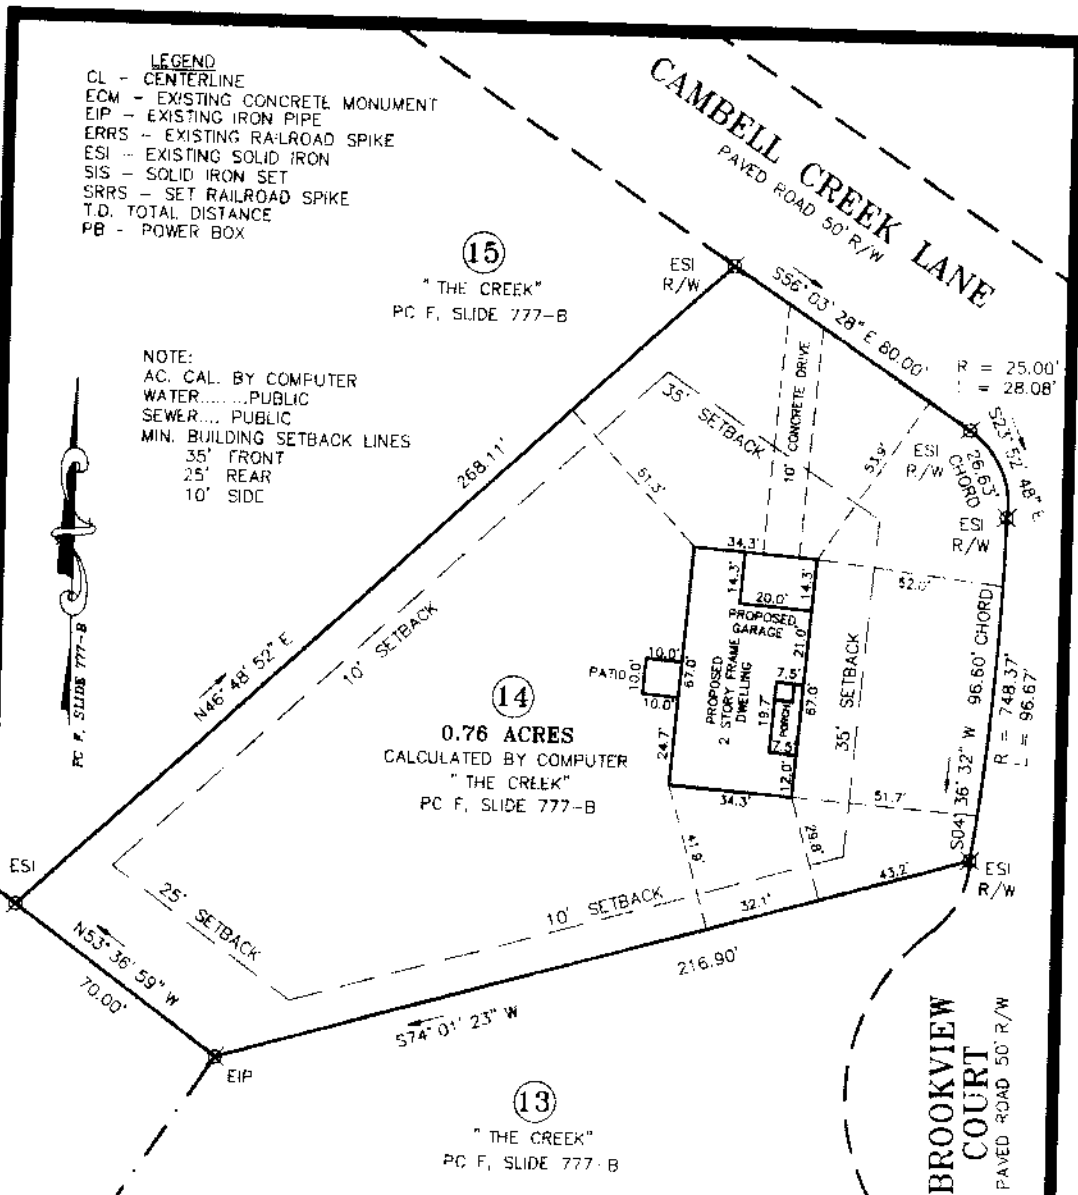 LEGEND
CL - CENTERLINE
ECM - EXISTING CONCRETE MONUMENT
EIP - EXISTING IRON PIPE
ERRS - EXISTING RAILROAD SPIKE
ESI - EXISTING SOLID IRON
SIS - SOLID IRON SET
SRRS - SET RAILROAD SPIKE
T.D. TOTAL DISTANCE
PB - POWER BOX
CAMBELL CREEK LANE
PAVED ROAD 50' R/W
15
"THE CREEK"
PC F, SLIDE 777-B
ESI
R/W
S56° 03' 28" E 80.00'
R = 25.00'
L = 28.08'
S23° 52' 48" E
26.63'
CHORD
ESI
R/W
ESI
R/W
NOTE:
AC. CAL. BY COMPUTER
WATER.......PUBLIC
SEWER.... PUBLIC
MIN. BUILDING SETBACK LINES
35' FRONT
25' REAR
10' SIDE
268.11'
N46° 48' 52" E
PC F, SLIDE 777-B
35' SETBACK
10' CONCRETE DRIVE
53.9'
51.3'
34.3'
14.3'
14.3'
20.0'
52.0'
PROPOSED
GARAGE
21.0'
10' SETBACK
PATIO
10.0'
10.0'
10.0'
67.0'
PROPOSED
2 STORY FRAME
DWELLING
7.5'
19.7'
PORCH
7.5'
67.0'
12.0'
24.7'
34.3'
35' SETBACK
S04° 36' 32" W 96.60' CHORD
R = 748.37'
L = 96.67'
14
0.76 ACRES
CALCULATED BY COMPUTER
"THE CREEK"
PC F, SLIDE 777-B
51.7'
41.9'
29.8'
43.2'
32.1'
ESI
R/W
ESI
25' SETBACK
10' SETBACK
N53° 36' 59" W
70.00'
216.90'
S74° 01' 23" W
EIP
13
"THE CREEK"
PC F, SLIDE 777-B
BROOKVIEW
COURT
PAVED ROAD 50' R/W